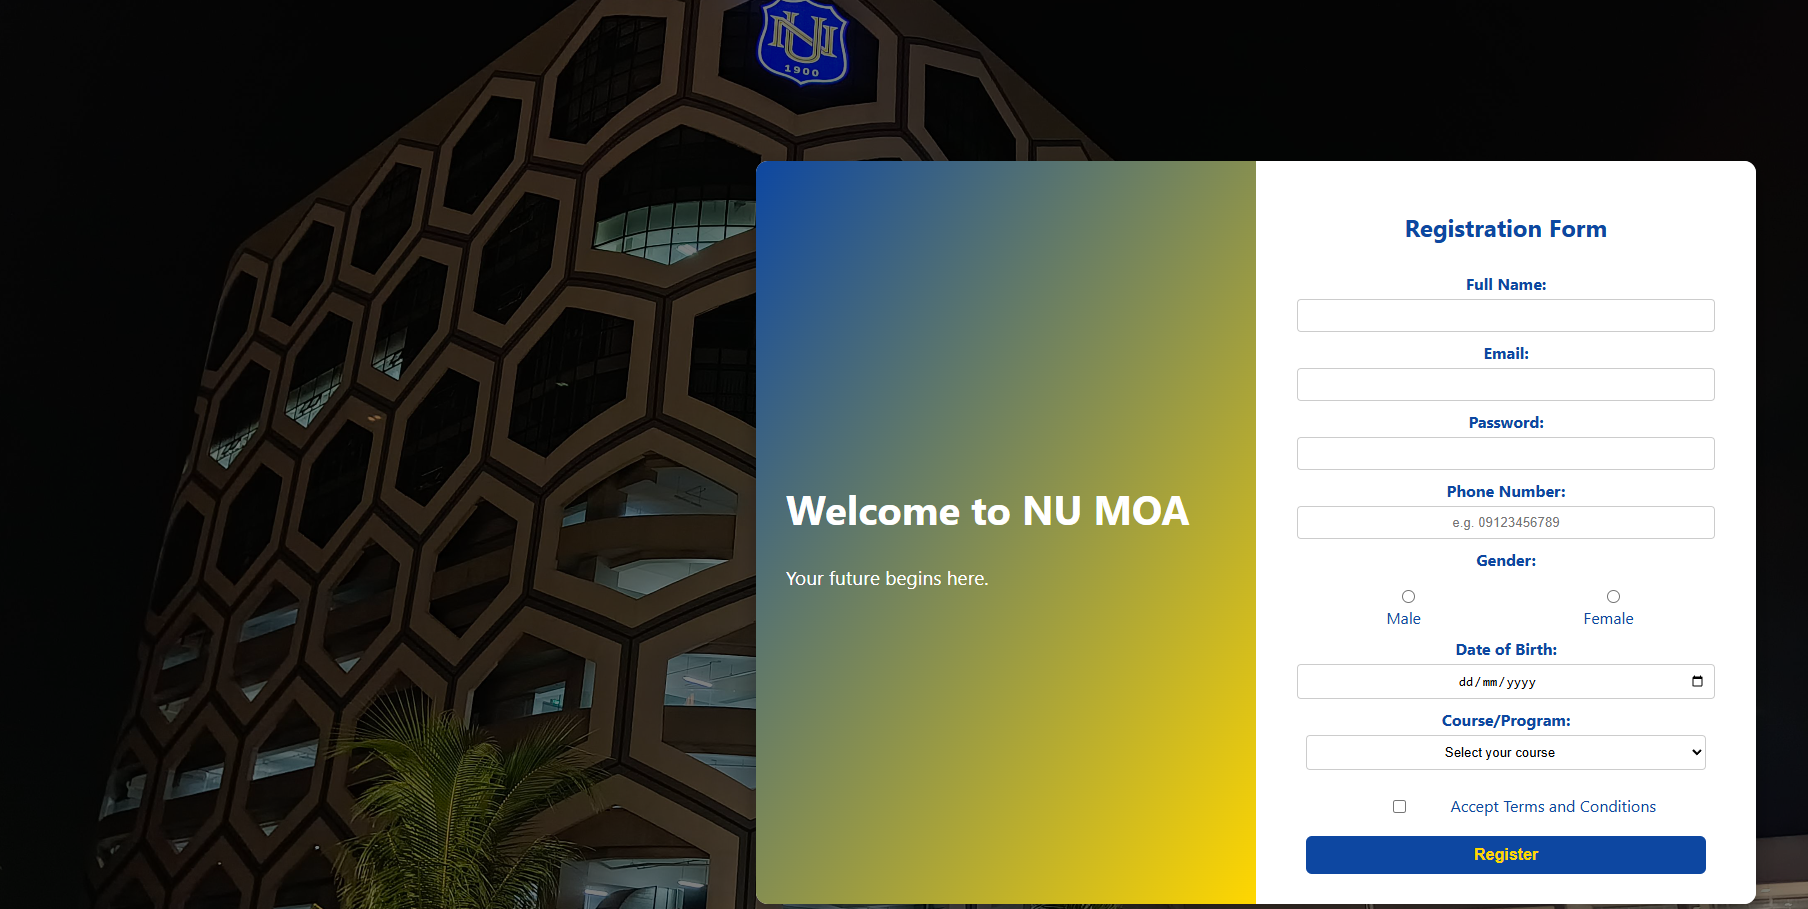 NU
1900
Welcome to NU MOA
Your future begins here.
Registration Form
Full Name:
Email:
Password:
Phone Number:
e.g. 09123456789
Gender:
Male
Female
Date of Birth:
dd/mm/yyyy
Course/Program:
Select your course
Accept Terms and Conditions
Register